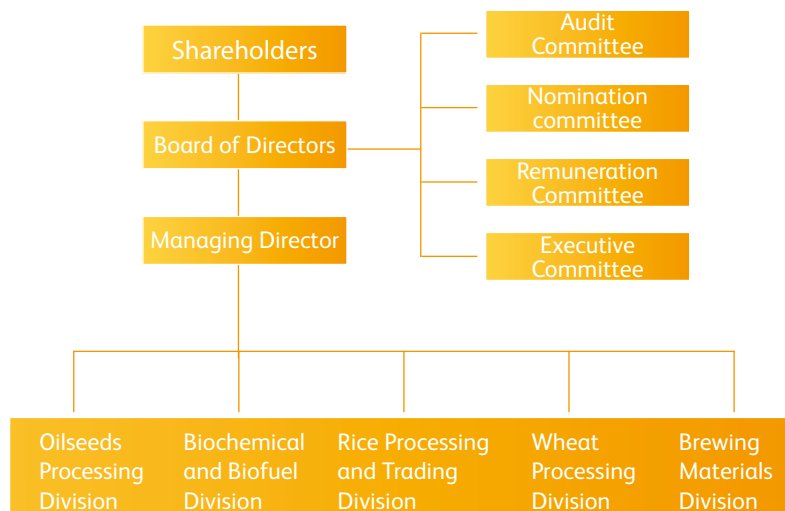 Shareholders
Board of Directors
Managing Director
Audit
Committee
Nomination
committee
Remuneration
Committee
Executive
Committee
Oilseeds
Processing
Division
Biochemical
and Biofuel
Division
Rice Processing
and Trading
Division
Wheat
Processing
Division
Brewing
Materials
Division